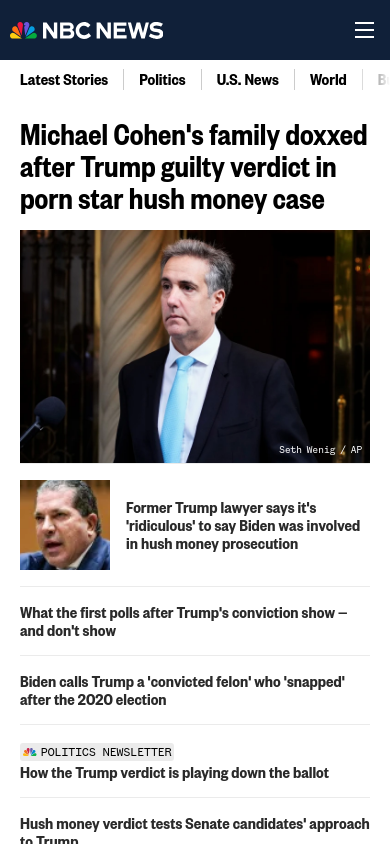 NBC NEWS
Latest Stories
Politics
U.S. News
World
Michael Cohen's family doxxed
after Trump guilty verdict in
porn star hush money case
Seth Wenig / AP
Former Trump lawyer says it's
'ridiculous' to say Biden was involved
in hush money prosecution
What the first polls after Trump's conviction show —
and don't show
Biden calls Trump a 'convicted felon' who 'snapped'
after the 2020 election
POLITICS NEWSLETTER
How the Trump verdict is playing down the ballot
Hush money verdict tests Senate candidates' approach
to Trump